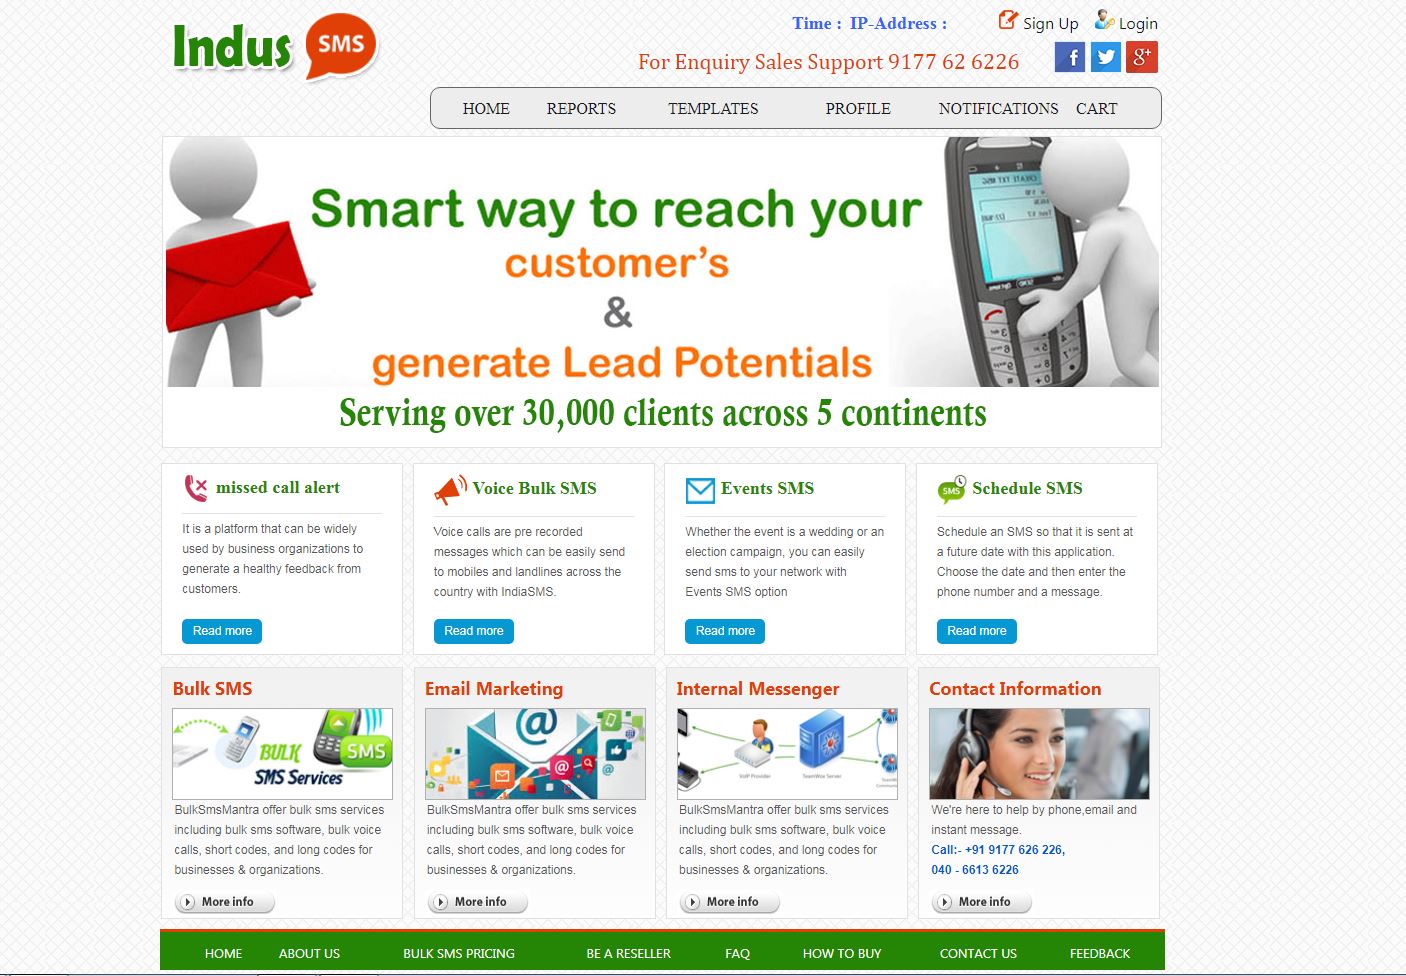 Indus SMS
Time : IP-Address :
Sign Up
Login
For Enquiry Sales Support 9177 62 6226
HOME REPORTS TEMPLATES PROFILE NOTIFICATIONS CART
Smart way to reach your
customer's
&
generate Lead Potentials
Serving over 30,000 clients across 5 continents
missed call alert
It is a platform that can be widely
used by business organizations to
generate a healthy feedback from
customers.
Read more
Voice Bulk SMS
Voice calls are pre recorded
messages which can be easily send
to mobiles and landlines across the
country with IndiaSMS.
Read more
Events SMS
Whether the event is a wedding or an
election campaign, you can easily
send sms to your network with
Events SMS option
Read more
SMS
Schedule SMS
Schedule an SMS so that it is sent at
a future date with this application.
Choose the date and then enter the
phone number and a message.
Read more
Bulk SMS
BULK
SMS
SMS Services
BulkSmsMantra offer bulk sms services
including bulk sms software, bulk voice
calls, short codes, and long codes for
businesses & organizations.
More info
Email Marketing
BulkSmsMantra offer bulk sms services
including bulk sms software, bulk voice
calls, short codes, and long codes for
businesses & organizations.
More info
Internal Messenger
VoIP Provider
TeamWox Server
BulkSmsMantra offer bulk sms services
including bulk sms software, bulk voice
calls, short codes, and long codes for
businesses & organizations.
More info
Contact Information
We're here to help by phone,email and
instant message.
Call:- +91 9177 626 226,
040 - 6613 6226
More info
HOME ABOUT US BULK SMS PRICING BE A RESELLER FAQ HOW TO BUY CONTACT US FEEDBACK